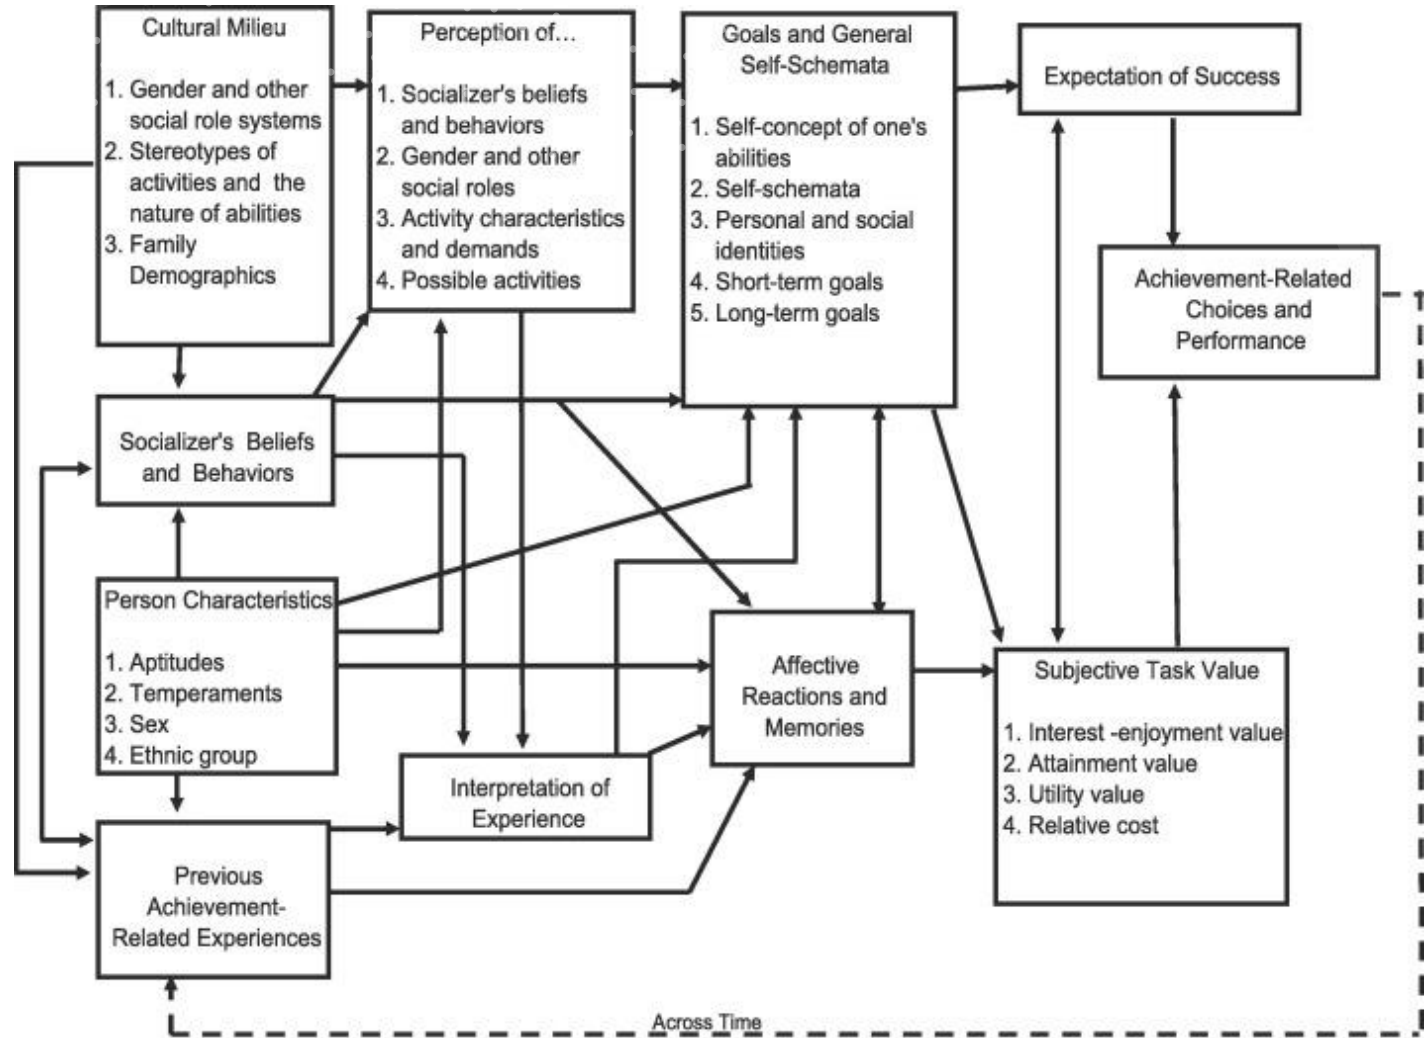 Cultural Milieu
1. Gender and other
social role systems
2. Stereotypes of
activities and the
nature of abilities
3. Family
Demographics
Perception of...
1. Socializer's beliefs
and behaviors
2. Gender and other
social roles
3. Activity characteristics
and demands
4. Possible activities
Goals and General
Self-Schemata
1. Self-concept of one's
abilities
2. Self-schemata
3. Personal and social
identities
4. Short-term goals
5. Long-term goals
Expectation of Success
Achievement-Related
Choices and
Performance
Socializer's Beliefs
and Behaviors
Person Characteristics
1. Aptitudes
2. Temperaments
3. Sex
4. Ethnic group
Previous
Achievement-
Related Experiences
Interpretation of
Experience
Affective
Reactions and
Memories
Subjective Task Value
1. Interest -enjoyment value
2. Attainment value
3. Utility value
4. Relative cost
Across Time